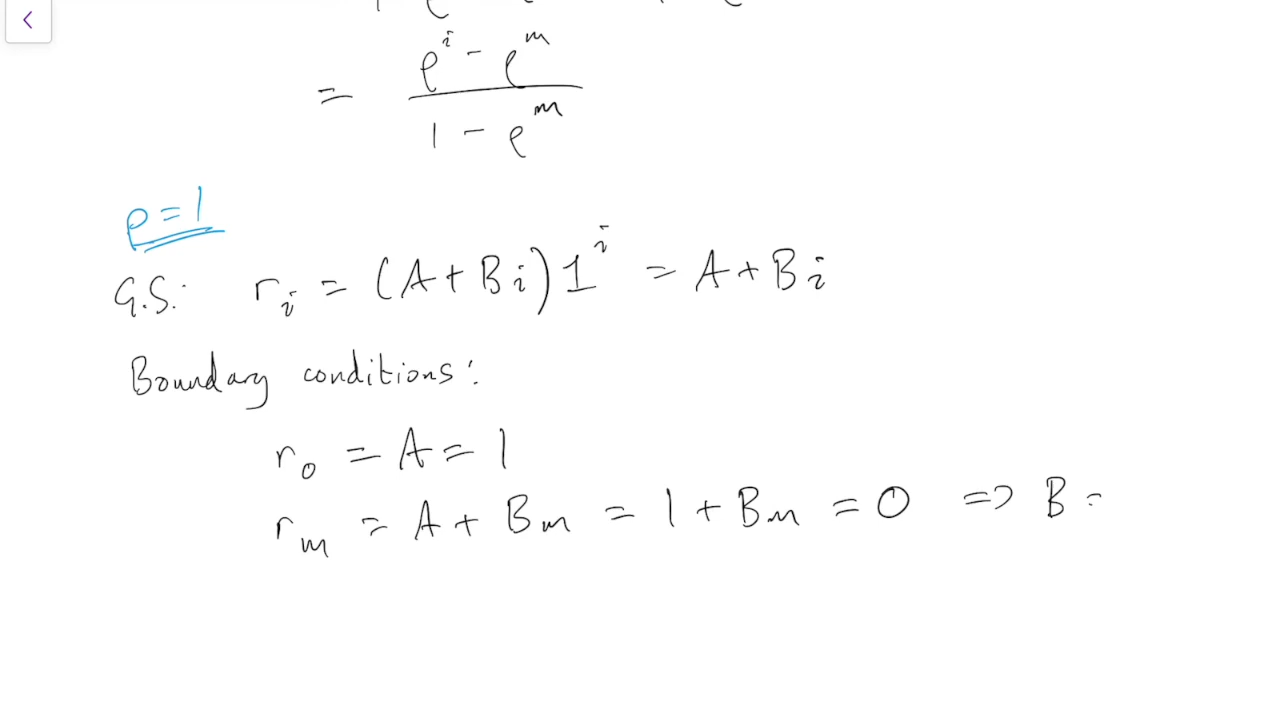 = (ρ^i - ρ^m) / (1 - ρ^m)
ρ = 1
G.S.: r_i = (A + Bi) 1^i = A + Bi
Boundary conditions:
r_0 = A = 1
r_m = A + Bm = 1 + Bm = 0 => B =